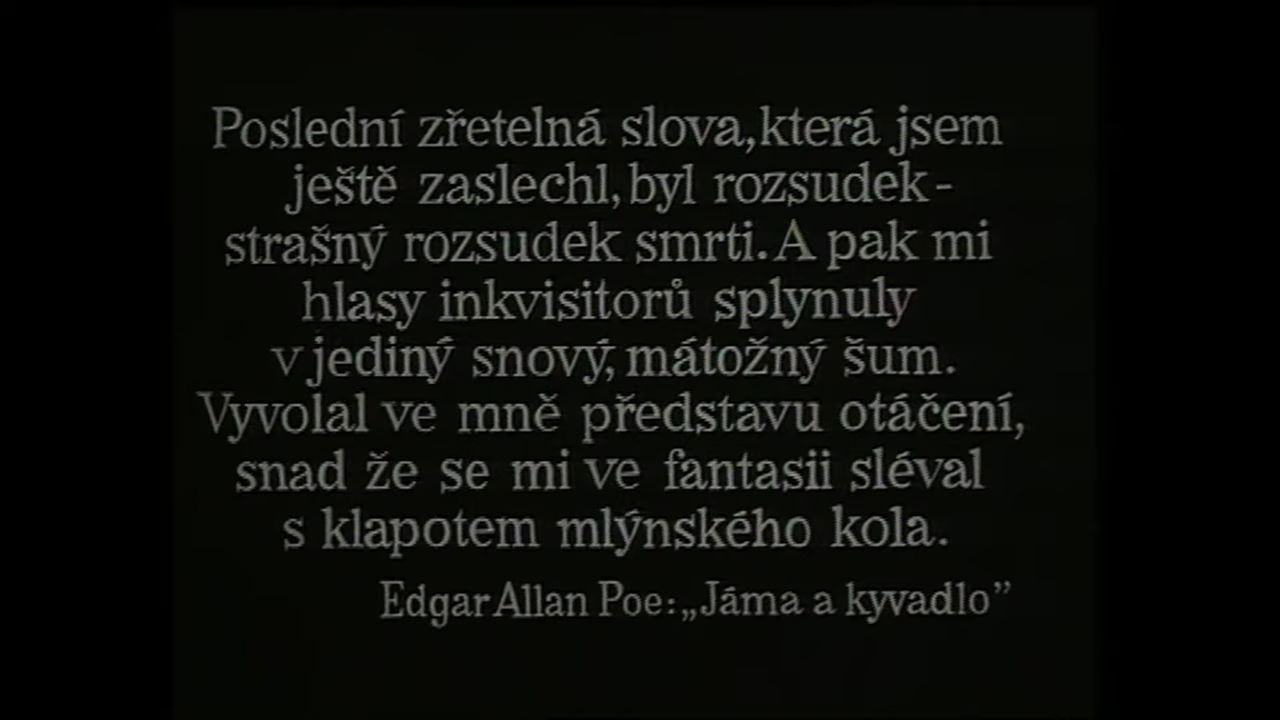 Poslední zřetelná slova, která jsem
ještě zaslechl, byl rozsudek -
strašný rozsudek smrti. A pak mi
hlasy inkvisitorů splynuly
v jediný snový, mátožný šum.
Vyvolal ve mně představu otáčení,
snad že se mi ve fantasii sléval
s klapotem mlýnského kola.
Edgar Allan Poe: „Jáma a kyvadlo”